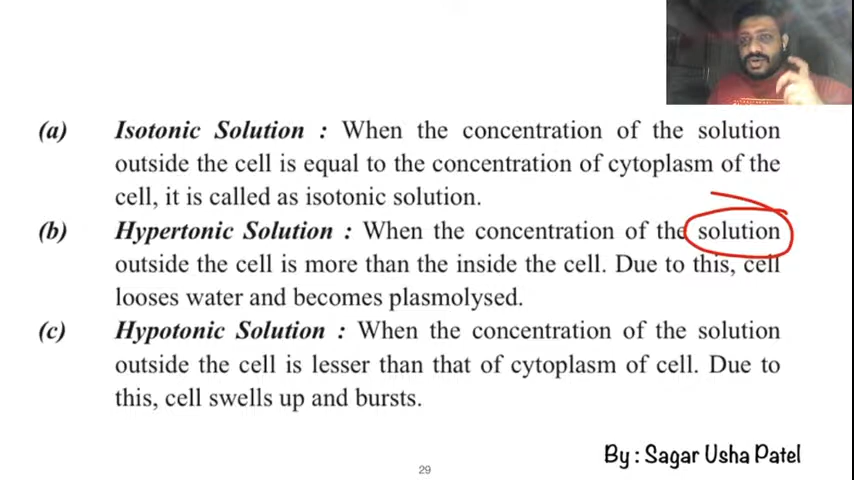 (a) Isotonic Solution : When the concentration of the solution
outside the cell is equal to the concentration of cytoplasm of the
cell, it is called as isotonic solution.
(b) Hypertonic Solution : When the concentration of the solution
outside the cell is more than the inside the cell. Due to this, cell
looses water and becomes plasmolysed.
(c) Hypotonic Solution : When the concentration of the solution
outside the cell is lesser than that of cytoplasm of cell. Due to
this, cell swells up and bursts.
By : Sagar Usha Patel
29